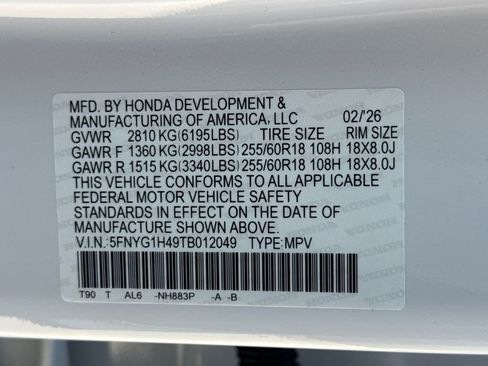 MFD. BY HONDA DEVELOPMENT &
MANUFACTURING OF AMERICA, LLC 02/'26
GVWR 2810 KG(6195LBS) TIRE SIZE RIM SIZE
GAWR F 1360 KG(2998LBS) 255/60R18 108H 18X8.0J
GAWR R 1515 KG(3340LBS) 255/60R18 108H 18X8.0J
THIS VEHICLE CONFORMS TO ALL APPLICABLE
FEDERAL MOTOR VEHICLE SAFETY
STANDARDS IN EFFECT ON THE DATE OF
MANUFACTURE SHOWN ABOVE.
V.I.N.: 5FNYG1H49TB012049 TYPE: MPV
T90 T AL6 -NH883P -A -B